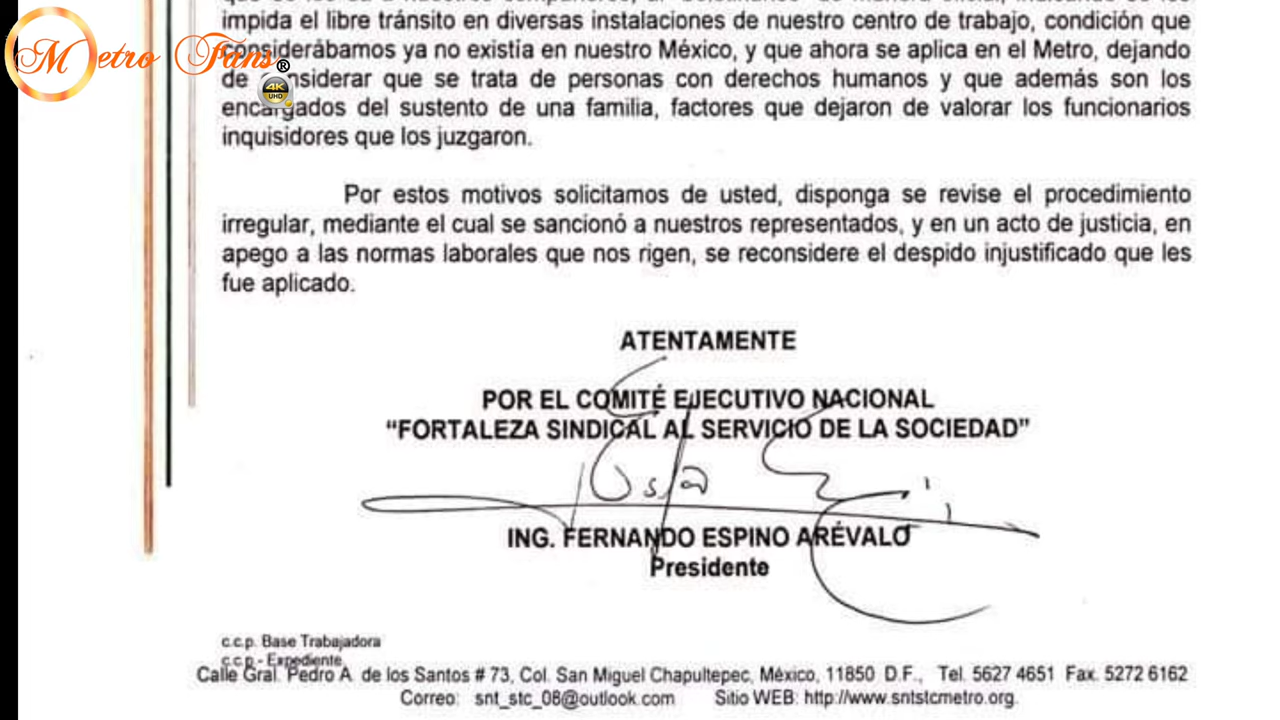 impida el libre tránsito en diversas instalaciones de nuestro centro de trabajo, condición que
Metro Fans®
considerábamos ya no existía en nuestro México, y que ahora se aplica en el Metro, dejando
de considerar que se trata de personas con derechos humanos y que además son los
4K
UHD
encargados del sustento de una familia, factores que dejaron de valorar los funcionarios
inquisidores que los juzgaron.
Por estos motivos solicitamos de usted, disponga se revise el procedimiento
irregular, mediante el cual se sancionó a nuestros representados, y en un acto de justicia, en
apego a las normas laborales que nos rigen, se reconsidere el despido injustificado que les
fue aplicado.
ATENTAMENTE
POR EL COMITÉ EJECUTIVO NACIONAL
“FORTALEZA SINDICAL AL SERVICIO DE LA SOCIEDAD”
ING. FERNANDO ESPINO ARÉVALO
Presidente
c.c.p. Base Trabajadora
c.c.p.- Expediente.
Calle Gral. Pedro A. de los Santos # 73, Col. San Miguel Chapultepec, México, 11850 D.F., Tel. 5627 4651 Fax. 5272 6162
Correo: snt_stc_08@outlook.com Sitio WEB: http://www.sntstcmetro.org.